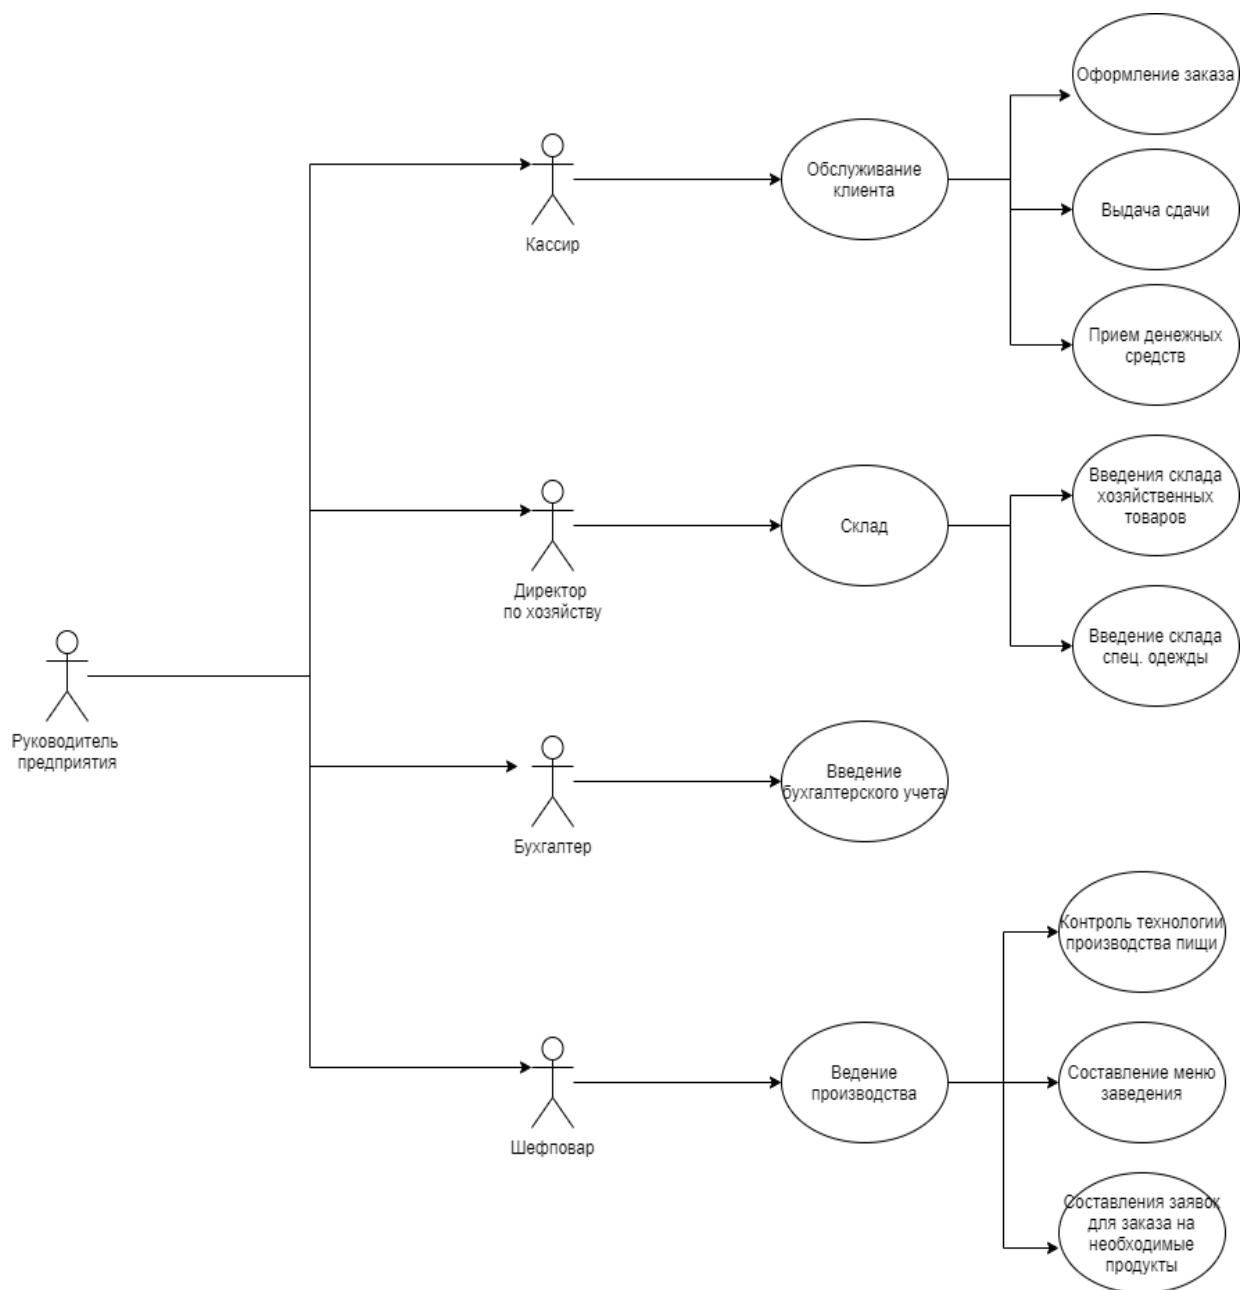 Оформление заказа
Обслуживание
клиента
Выдача сдачи
Кассир
Прием денежных
средств
Введения склада
хозяйственных
товаров
Склад
Директор
по хозяйству
Введение склада
спец. одежды
Руководитель
предприятия
Введение
бухгалтерского учета
Бухгалтер
Контроль технологии
производства пищи
Ведение
производства
Составление меню
заведения
Шефповар
Составления заявок
для заказа на
необходимые
продукты